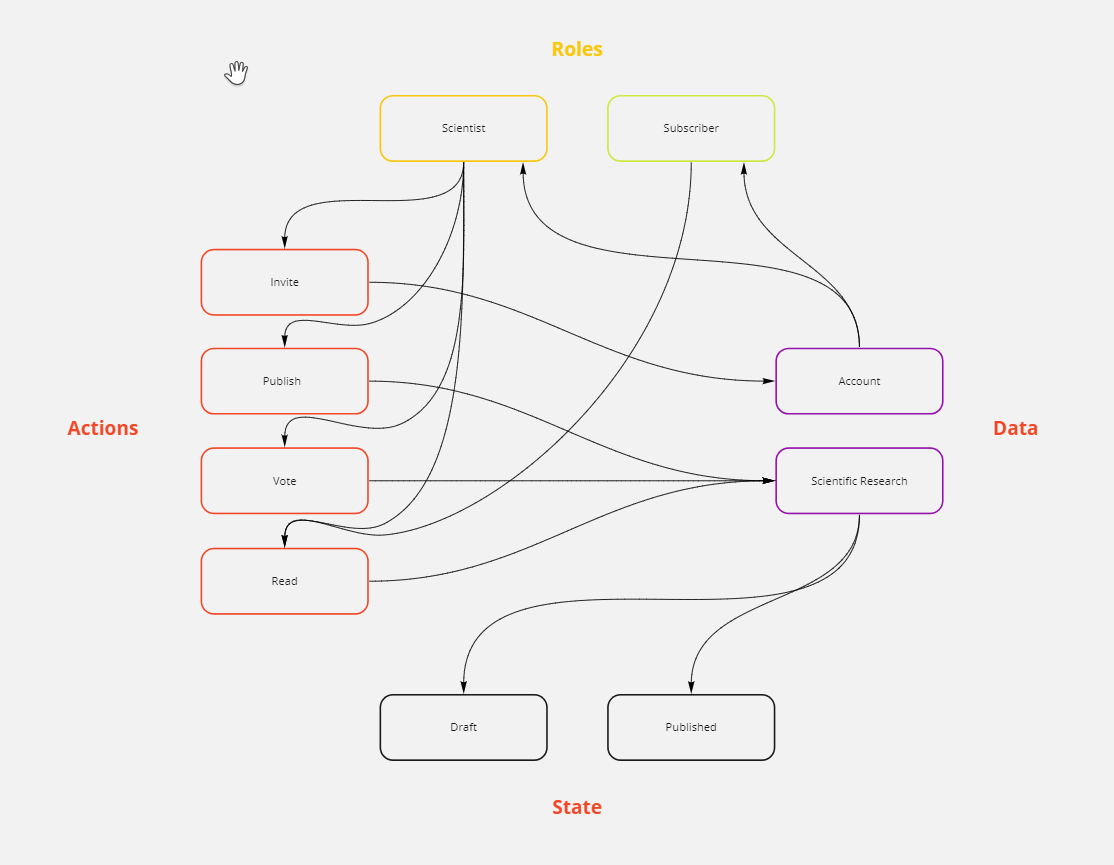 Roles
Scientist
Subscriber
Invite
Publish
Account
Actions
Data
Vote
Scientific Research
Read
Draft
Published
State